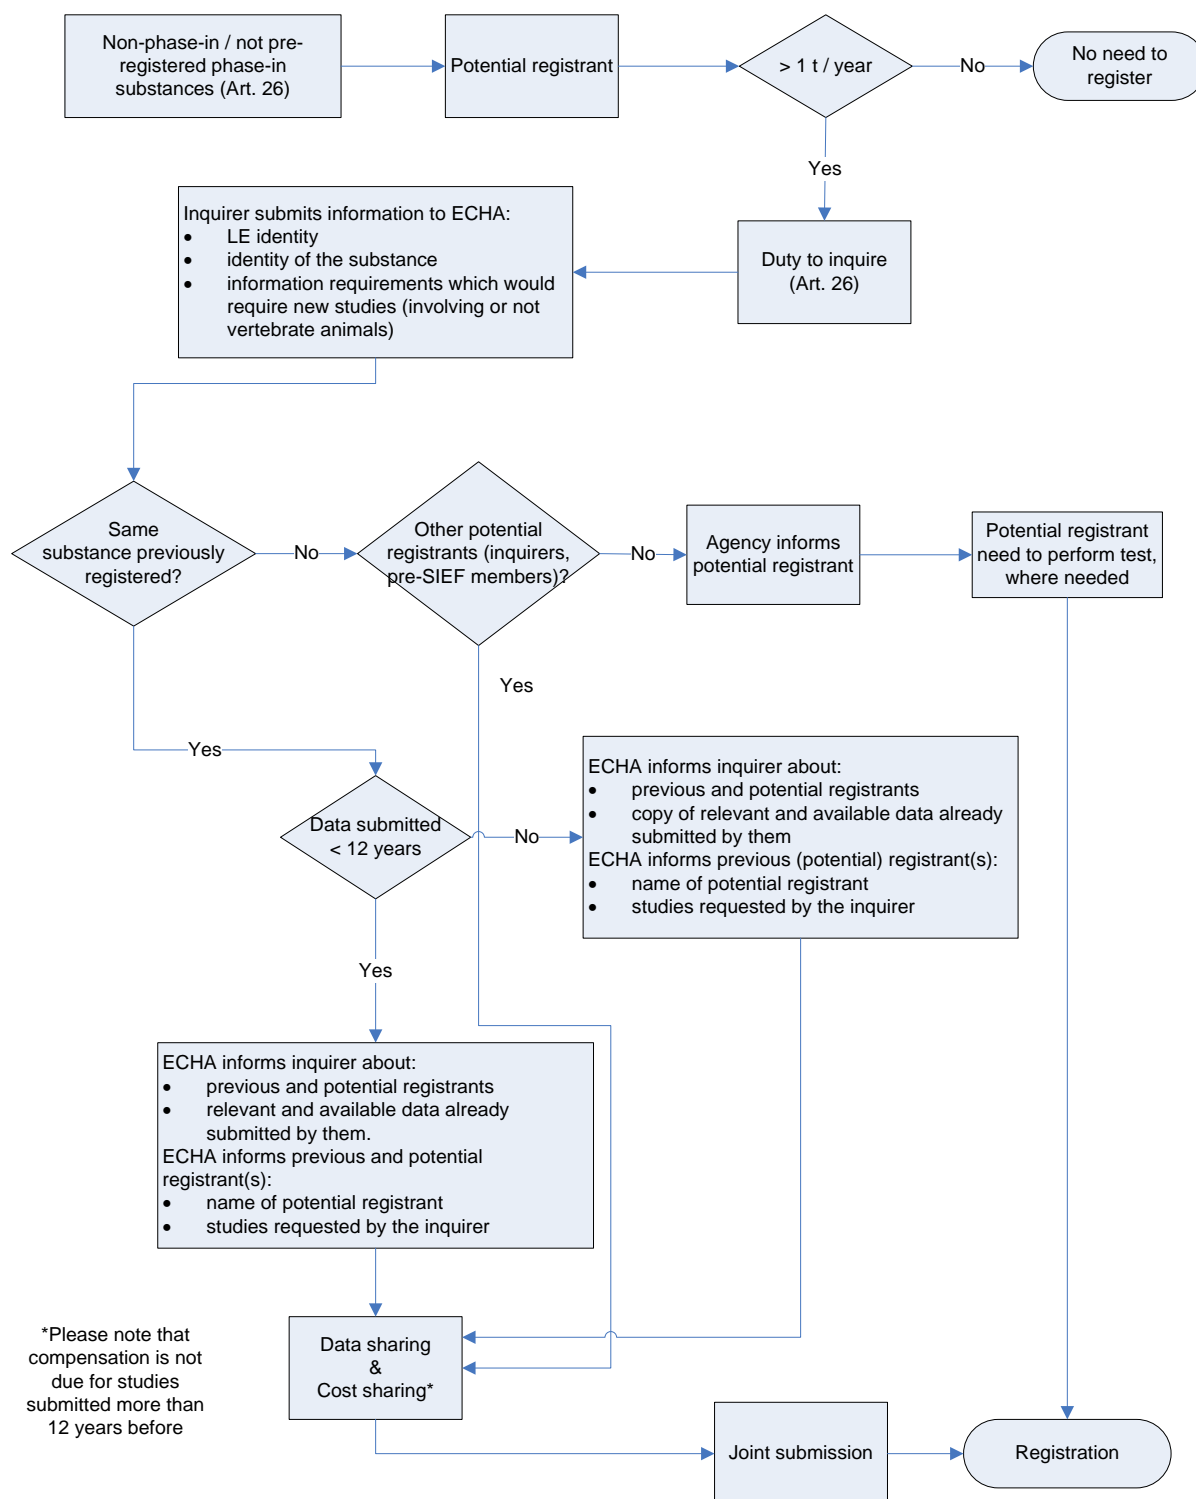 Non-phase-in / not pre-
registered phase-in
substances (Art. 26)
Potential registrant
> 1 t / year
No
No need to
register
Yes
Inquirer submits information to ECHA:
• LE identity
• identity of the substance
• information requirements which would
require new studies (involving or not
vertebrate animals)
Duty to inquire
(Art. 26)
Same
substance previously
registered?
No
Other potential
registrants (inquirers,
pre-SIEF members)?
No
Agency informs
potential registrant
Potential registrant
need to perform test,
where needed
Yes
Yes
Data submitted
< 12 years
No
ECHA informs inquirer about:
• previous and potential registrants
• copy of relevant and available data already
submitted by them
ECHA informs previous (potential) registrant(s):
• name of potential registrant
• studies requested by the inquirer
Yes
ECHA informs inquirer about:
• previous and potential registrants
• relevant and available data already
submitted by them.
ECHA informs previous and potential
registrant(s):
• name of potential registrant
• studies requested by the inquirer
*Please note that
compensation is not
due for studies
submitted more than
12 years before
Data sharing
&
Cost sharing*
Joint submission
Registration